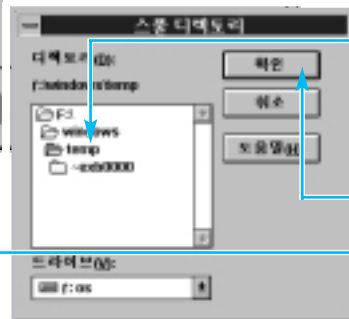 스풀 디렉토리
디렉토리(D):
f:\windows\temp
F:\
windows
temp
~exb0000
드라이브(V):
f: os
확인
취소
도움말(H)